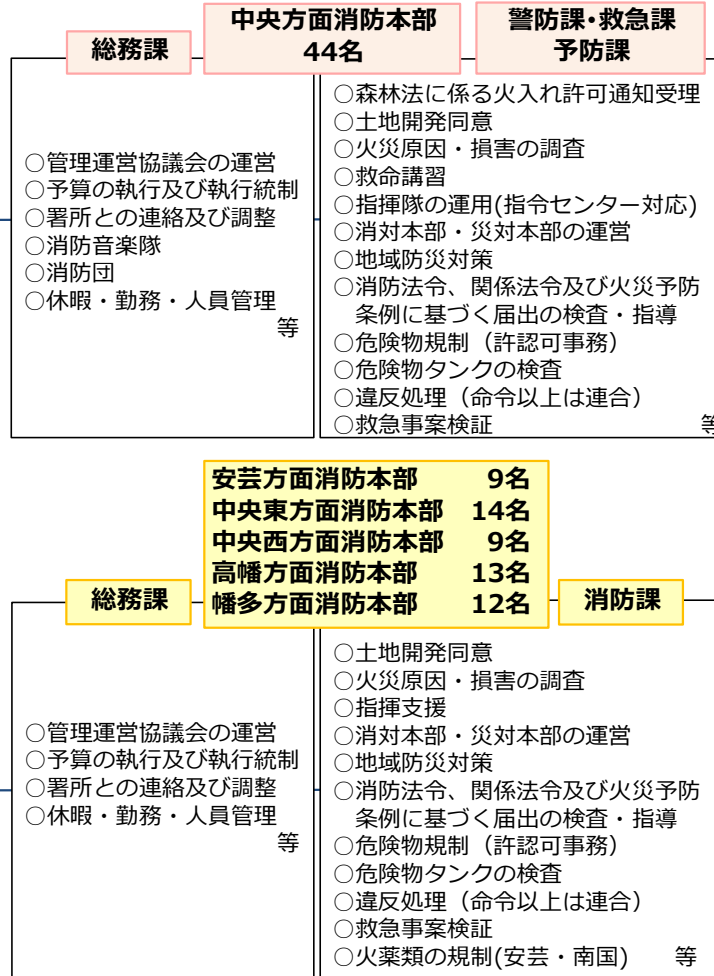 中央方面消防本部
44名
総務課
警防課・救急課
予防課
○管理運営協議会の運営
○予算の執行及び執行統制
○署所との連絡及び調整
○消防音楽隊
○消防団
○休暇・勤務・人員管理
等
○森林法に係る火入れ許可通知受理
○土地開発同意
○火災原因・損害の調査
○救命講習
○指揮隊の運用(指令センター対応)
○消対本部・災対本部の運営
○地域防災対策
○消防法令、関係法令及び火災予防
条例に基づく届出の検査・指導
○危険物規制（許認可事務）
○危険物タンクの検査
○違反処理（命令以上は連合）
○救急事案検証 等
安芸方面消防本部 9名
中央東方面消防本部 14名
中央西方面消防本部 9名
高幡方面消防本部 13名
幡多方面消防本部 12名
総務課
消防課
○管理運営協議会の運営
○予算の執行及び執行統制
○署所との連絡及び調整
○休暇・勤務・人員管理
等
○土地開発同意
○火災原因・損害の調査
○指揮支援
○消対本部・災対本部の運営
○地域防災対策
○消防法令、関係法令及び火災予防
条例に基づく届出の検査・指導
○危険物規制（許認可事務）
○危険物タンクの検査
○違反処理（命令以上は連合）
○救急事案検証
○火薬類の規制(安芸・南国) 等